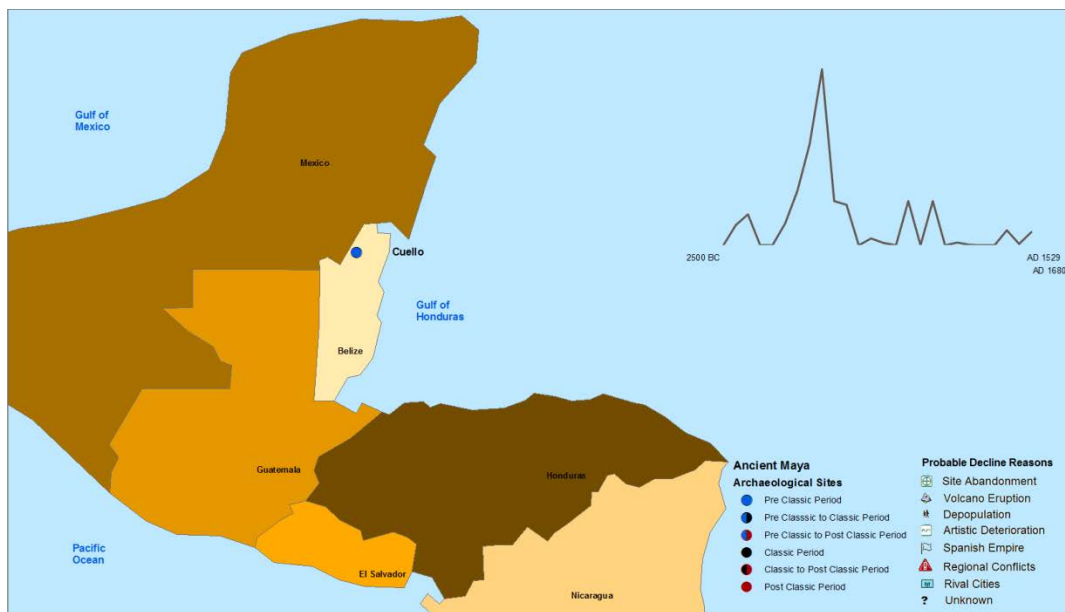 Gulf of
Mexico
Mexico
Cuello
Gulf of
Honduras
Belize
2500 BC
AD 1529
AD 1680
Guatemala
Honduras
Pacific
Ocean
El Salvador
Nicaragua
Ancient Maya
Archaeological Sites
Pre Classic Period
Pre Classsic to Classic Period
Pre Classic to Post Classic Period
Classic Period
Classic to Post Classic Period
Post Classic Period
Probable Decline Reasons
Site Abandonment
Volcano Eruption
Depopulation
Artistic Deterioration
Spanish Empire
Regional Conflicts
Rival Cities
? Unknown